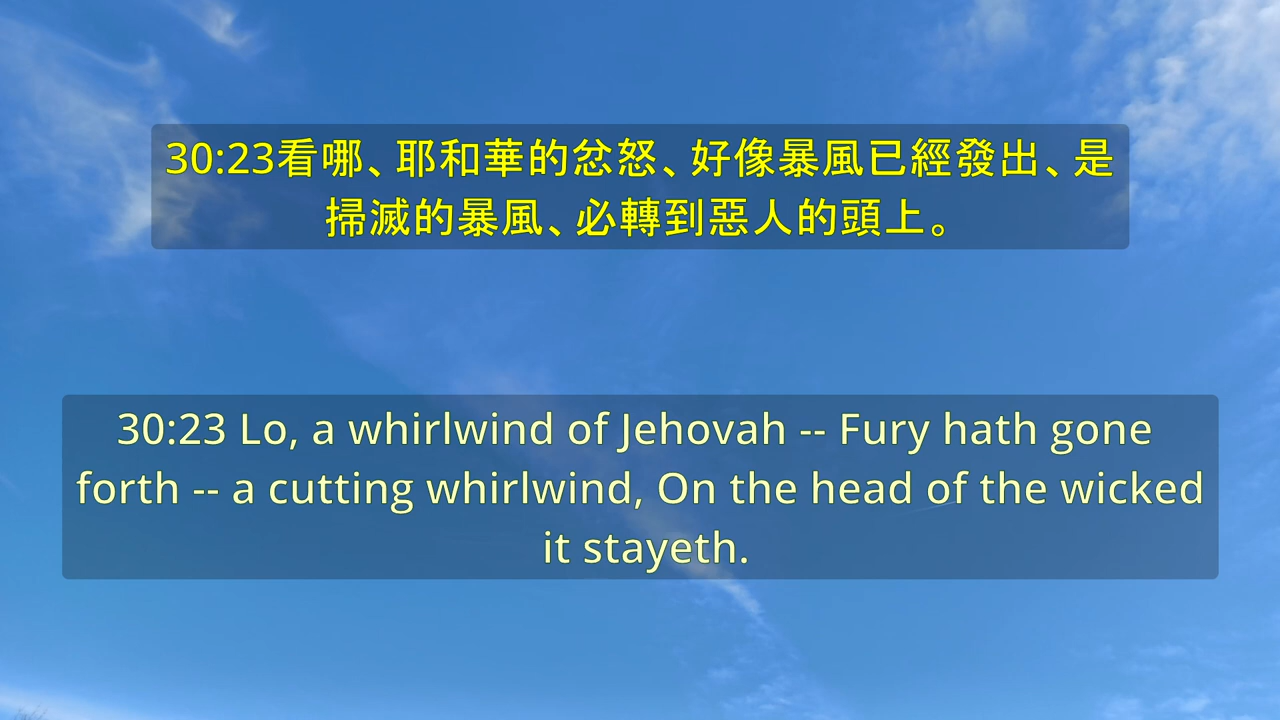 30:23看哪、耶和華的忿怒、好像暴風已經發出、是
掃滅的暴風、必轉到惡人的頭上。
30:23 Lo, a whirlwind of Jehovah -- Fury hath gone
forth -- a cutting whirlwind, On the head of the wicked
it stayeth.